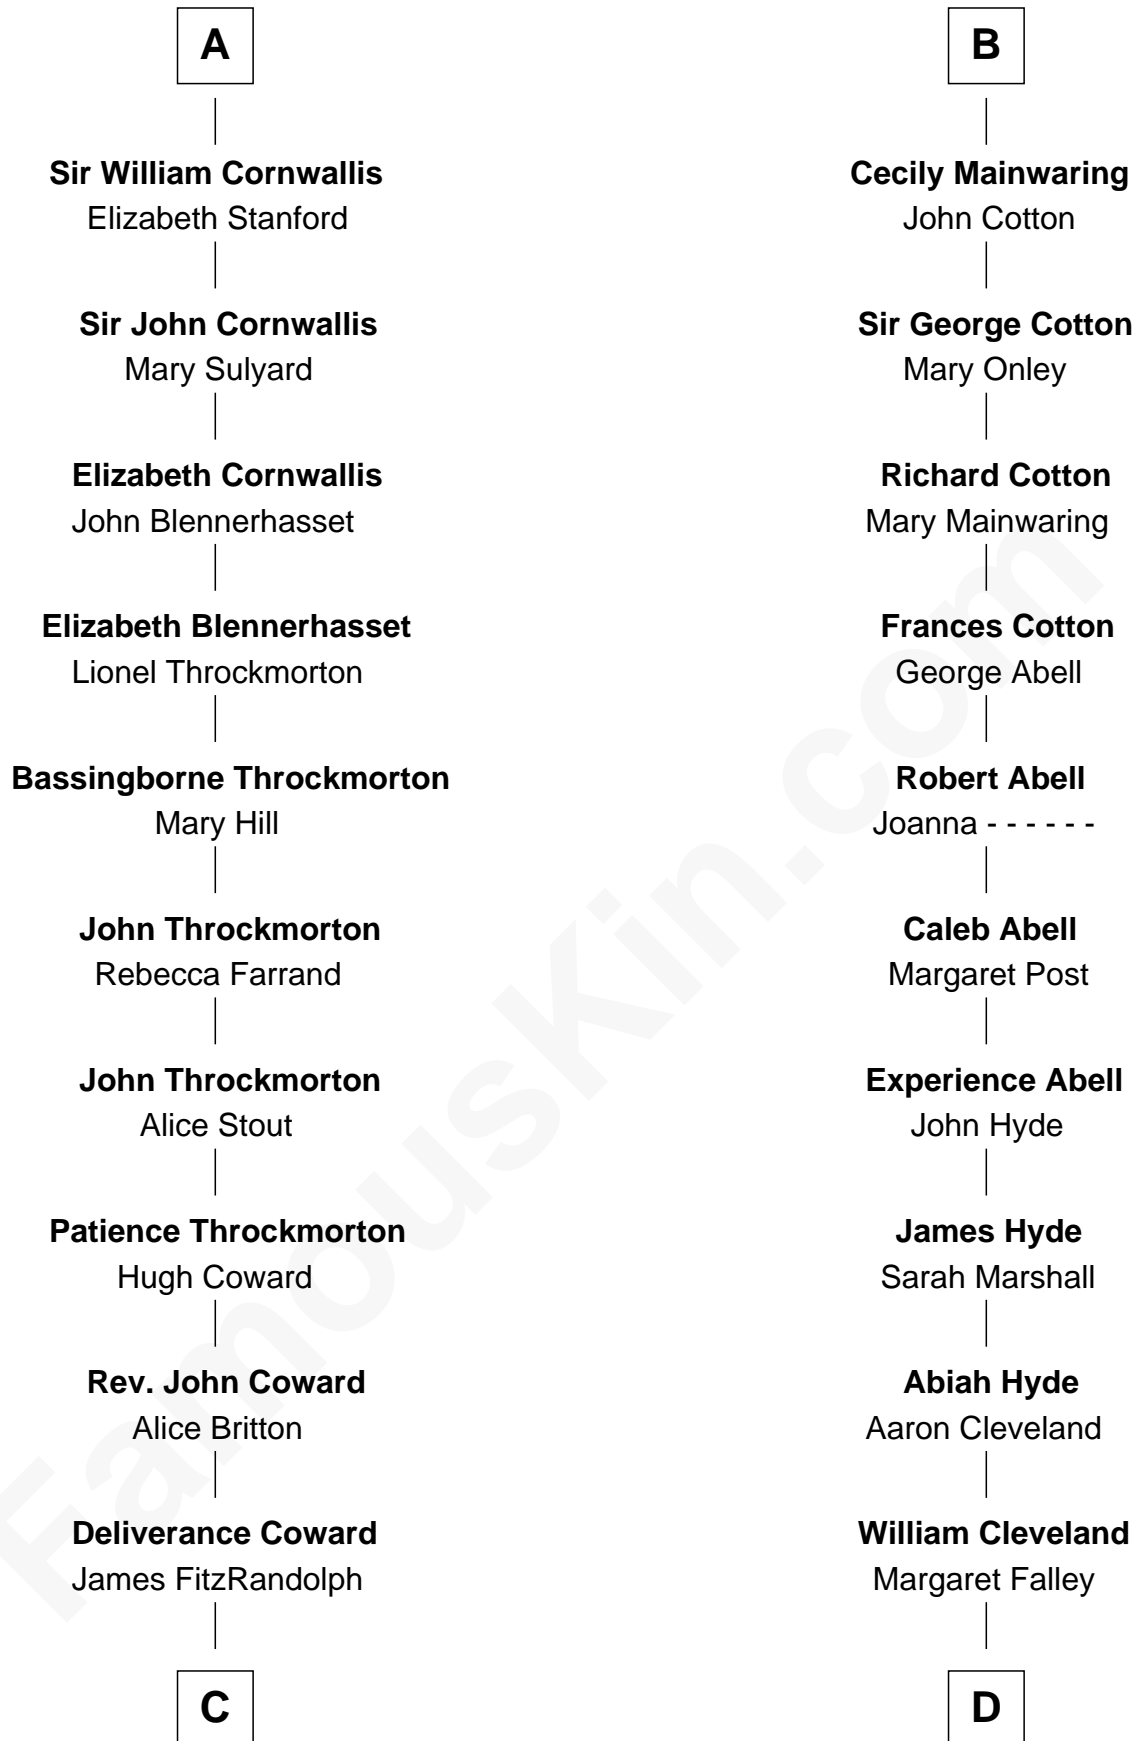 A
Sir William Cornwallis
Elizabeth Stanford
Sir John Cornwallis
Mary Sulyard
Elizabeth Cornwallis
John Blennerhasset
Elizabeth Blennerhasset
Lionel Throckmorton
Bassingborne Throckmorton
Mary Hill
John Throckmorton
Rebecca Farrand
John Throckmorton
Alice Stout
Patience Throckmorton
Hugh Coward
Rev. John Coward
Alice Britton
Deliverance Coward
James FitzRandolph
C
B
Cecily Mainwaring
John Cotton
Sir George Cotton
Mary Onley
Richard Cotton
Mary Mainwaring
Frances Cotton
George Abell
Robert Abell
Joanna - - - - - -
Caleb Abell
Margaret Post
Experience Abell
John Hyde
James Hyde
Sarah Marshall
Abiah Hyde
Aaron Cleveland
William Cleveland
Margaret Falley
D
FamousKin.com